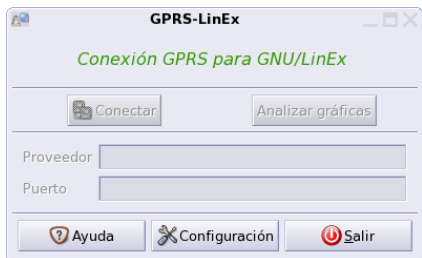 GPRS-LinEx
Conexión GPRS para GNU/LinEx
Conectar Analizar gráficas
Proveedor
Puerto
Ayuda Configuración Salir